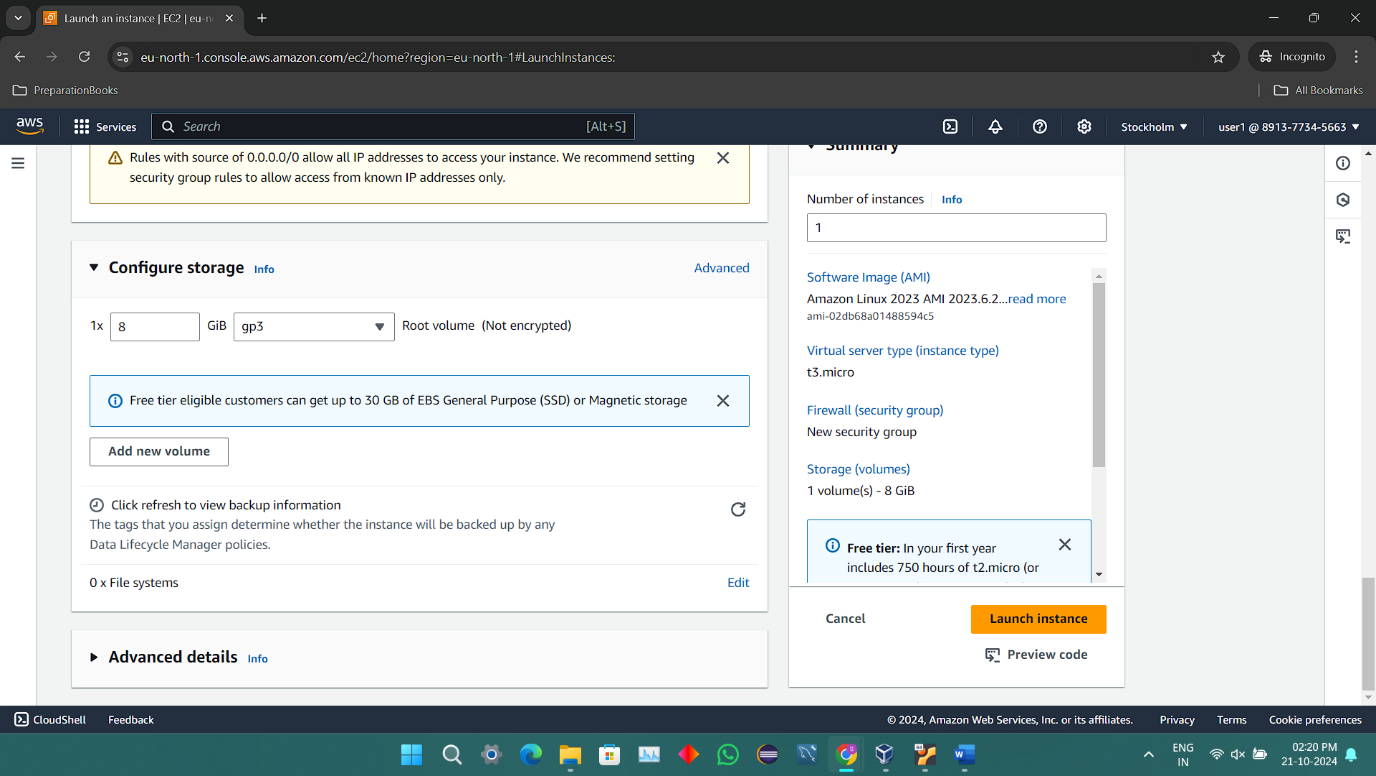 Launch an instance | EC2 | eu-n
eu-north-1.console.aws.amazon.com/ec2/home?region=eu-north-1#LaunchInstances:
Incognito
PreparationBooks
All Bookmarks
aws
Services
Search
[Alt+S]
Stockholm
user1 @ 8913-7734-5663
Rules with source of 0.0.0.0/0 allow all IP addresses to access your instance. We recommend setting
security group rules to allow access from known IP addresses only.
Configure storage Info
Advanced
1x 8 GiB gp3 Root volume (Not encrypted)
Free tier eligible customers can get up to 30 GB of EBS General Purpose (SSD) or Magnetic storage
Add new volume
Click refresh to view backup information
The tags that you assign determine whether the instance will be backed up by any
Data Lifecycle Manager policies.
0 x File systems
Edit
Advanced details Info
Summary
Number of instances Info
1
Software Image (AMI)
Amazon Linux 2023 AMI 2023.6.2...read more
ami-02db68a01488594c5
Virtual server type (instance type)
t3.micro
Firewall (security group)
New security group
Storage (volumes)
1 volume(s) - 8 GiB
Free tier: In your first year
includes 750 hours of t2.micro (or
Cancel
Launch instance
Preview code
CloudShell
Feedback
© 2024, Amazon Web Services, Inc. or its affiliates.
Privacy
Terms
Cookie preferences
ENG
IN
02:20 PM
21-10-2024